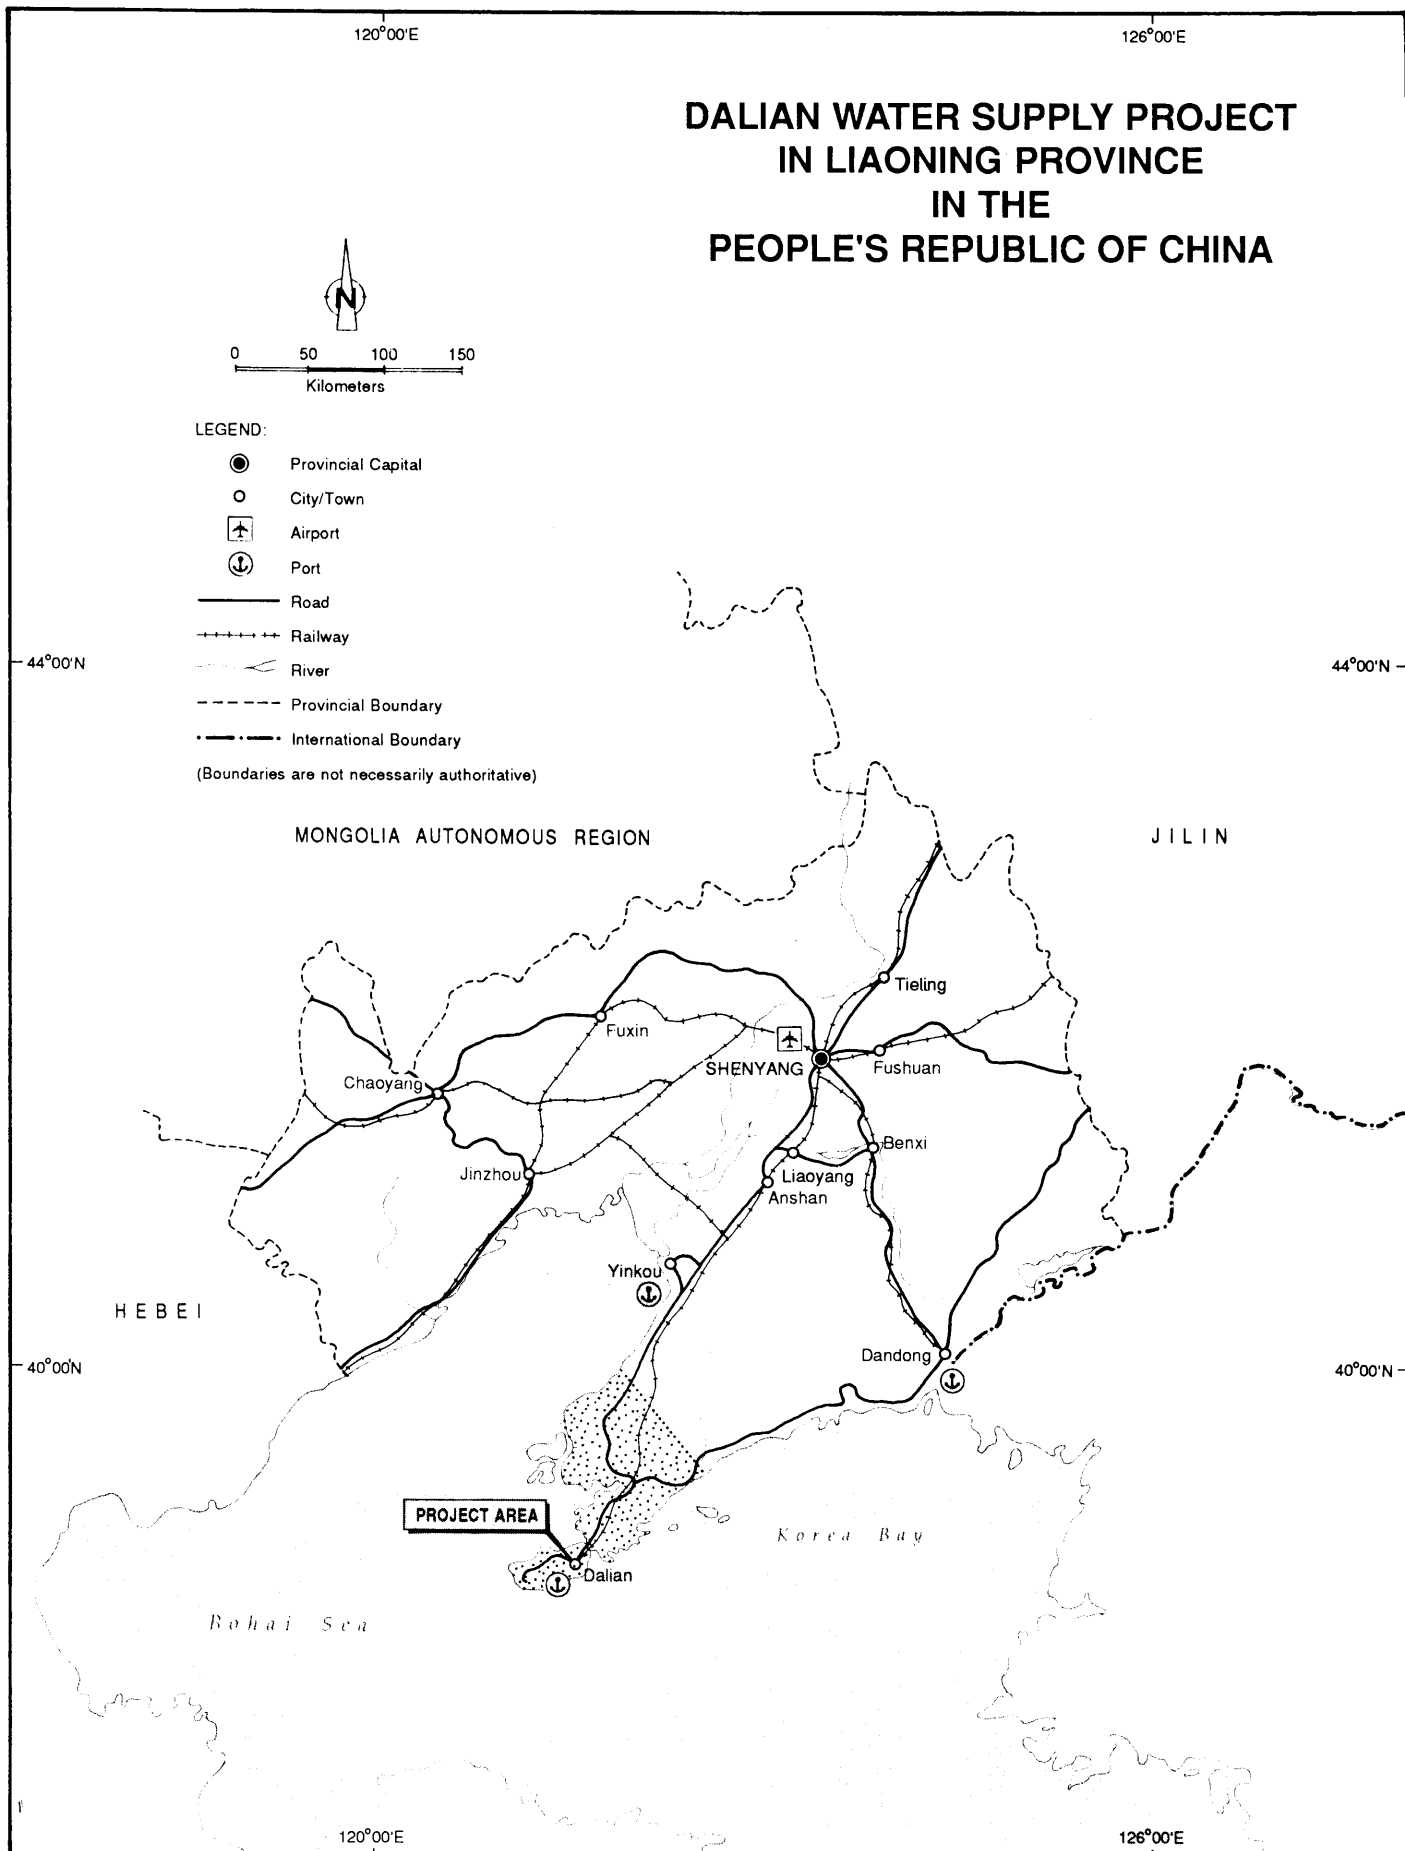 120°00'E
126°00'E
DALIAN WATER SUPPLY PROJECT
IN LIAONING PROVINCE
IN THE
PEOPLE'S REPUBLIC OF CHINA
N
0 50 100 150
Kilometers
LEGEND:
Provincial Capital
City/Town
Airport
Port
Road
Railway
River
Provincial Boundary
International Boundary
(Boundaries are not necessarily authoritative)
44°00'N
44°00'N
MONGOLIA AUTONOMOUS REGION
JILIN
Tieling
Fuxin
SHENYANG
Fushuan
Chaoyang
Benxi
Jinzhou
Liaoyang
Anshan
Yinkou
HEBEI
Dandong
40°00'N
40°00'N
PROJECT AREA
Korea Bay
Dalian
Bohai Sea
120°00'E
126°00'E